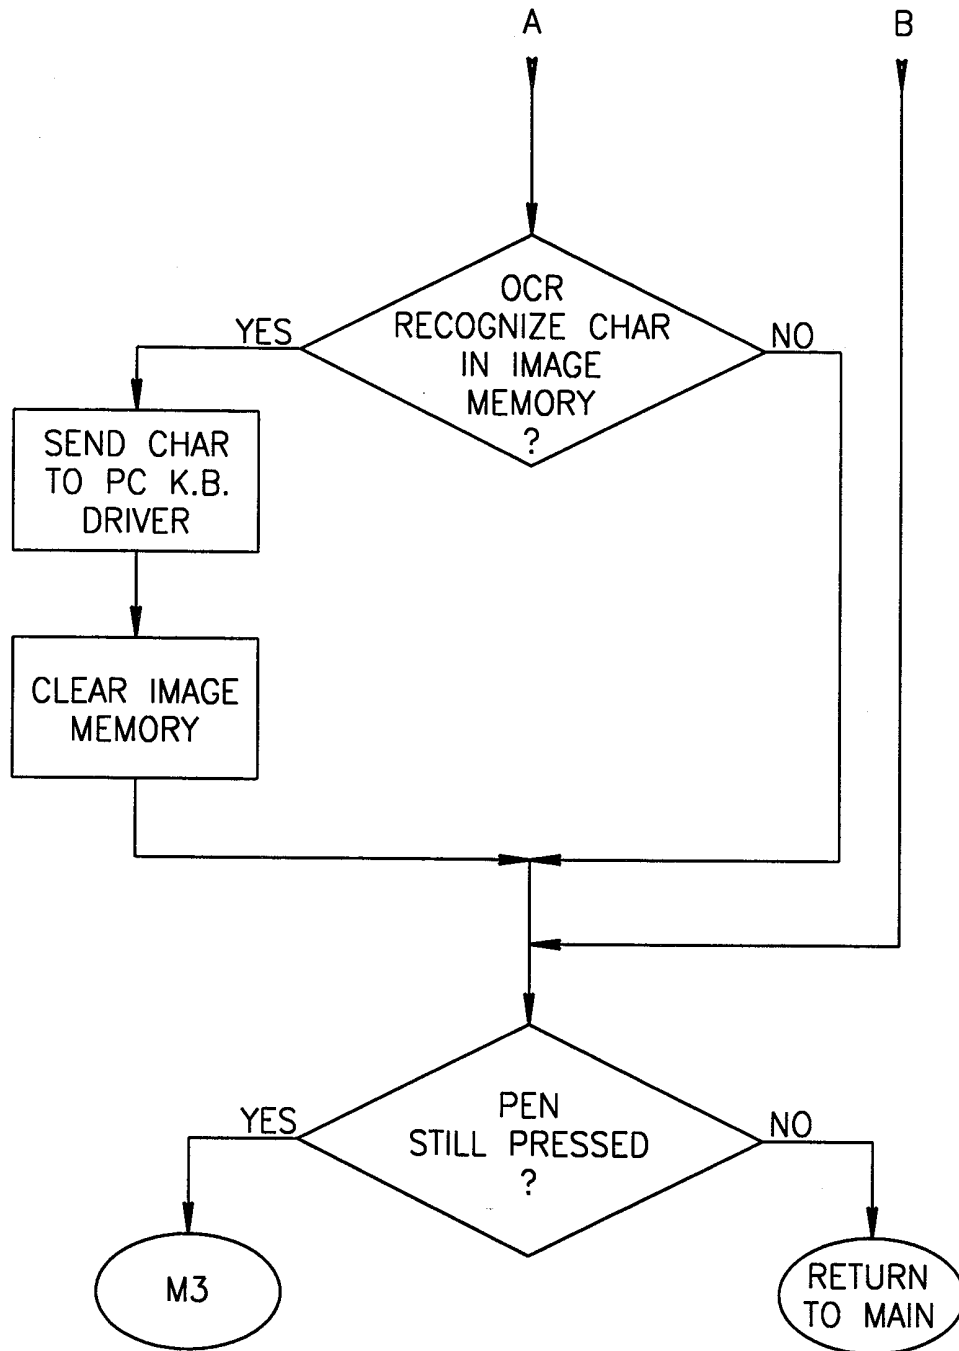 A
B
OCR
RECOGNIZE CHAR
IN IMAGE
MEMORY
?
YES
NO
SEND CHAR
TO PC K.B.
DRIVER
CLEAR IMAGE
MEMORY
PEN
STILL PRESSED
?
YES
NO
M3
RETURN
TO MAIN